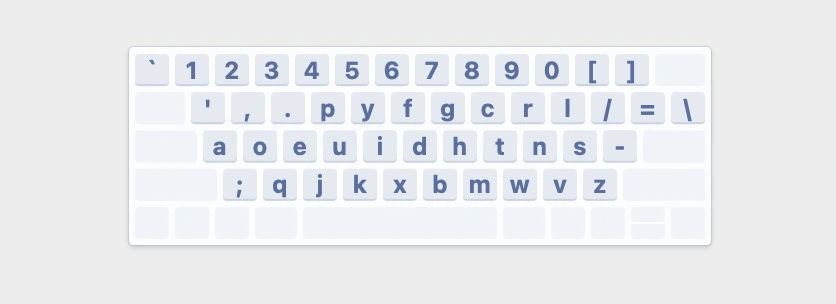 ` 1 2 3 4 5 6 7 8 9 0 [ ]
' , . p y f g c r l / = \
a o e u i d h t n s -
; q j k x b m w v z